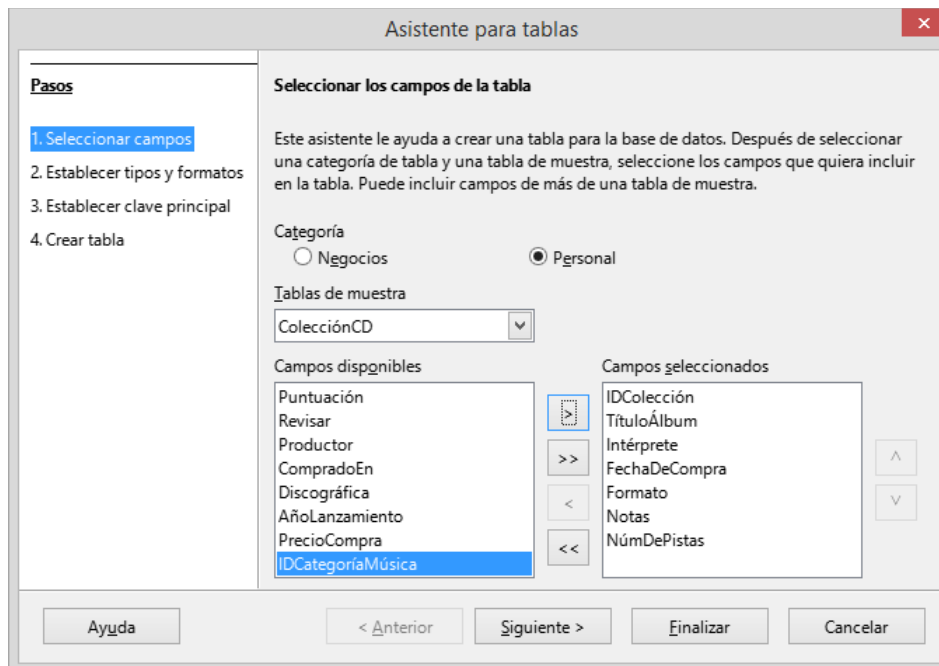 Asistente para tablas
Pasos
1. Seleccionar campos
2. Establecer tipos y formatos
3. Establecer clave principal
4. Crear tabla
Seleccionar los campos de la tabla
Este asistente le ayuda a crear una tabla para la base de datos. Después de seleccionar
una categoría de tabla y una tabla de muestra, seleccione los campos que quiera incluir
en la tabla. Puede incluir campos de más de una tabla de muestra.
Categoría
Negocios Personal
Tablas de muestra
ColecciónCD
Campos disponibles
Puntuación
Revisar
Productor
CompradoEn
Discográfica
AñoLanzamiento
PrecioCompra
IDCategoríaMúsica
>
>>
<
<<
Campos seleccionados
IDColección
TítuloÁlbum
Intérprete
FechaDeCompra
Formato
Notas
NúmDePistas
Ayuda < Anterior Siguiente > Finalizar Cancelar